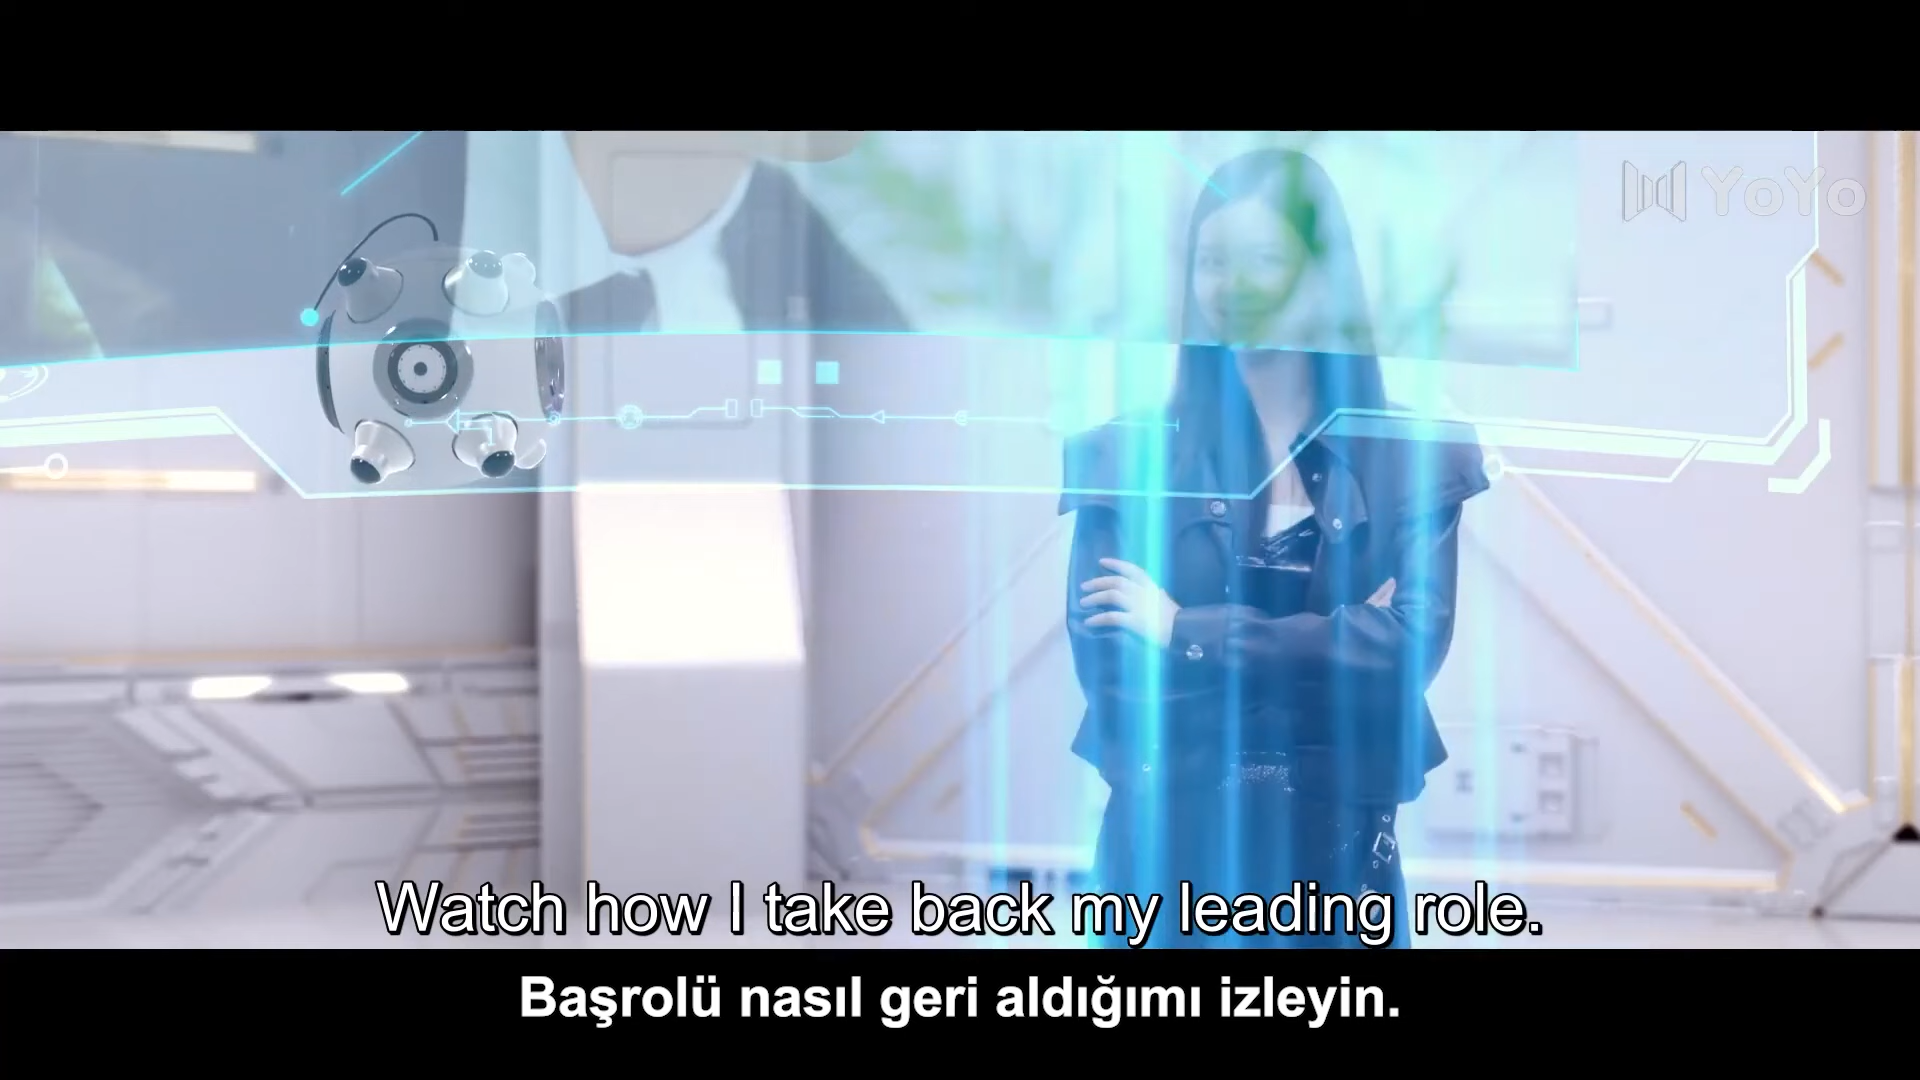 YoYo
Watch how I take back my leading role.
Başrolü nasıl geri aldığımı izleyin.